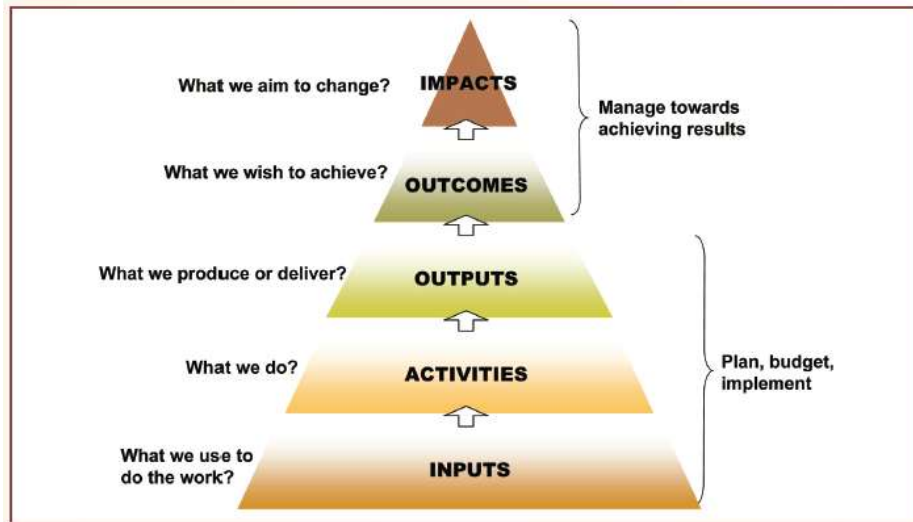 What we aim to change?
IMPACTS
Manage towards
achieving results
What we wish to achieve?
OUTCOMES
What we produce or deliver?
OUTPUTS
What we do?
ACTIVITIES
Plan, budget,
implement
What we use to
do the work?
INPUTS